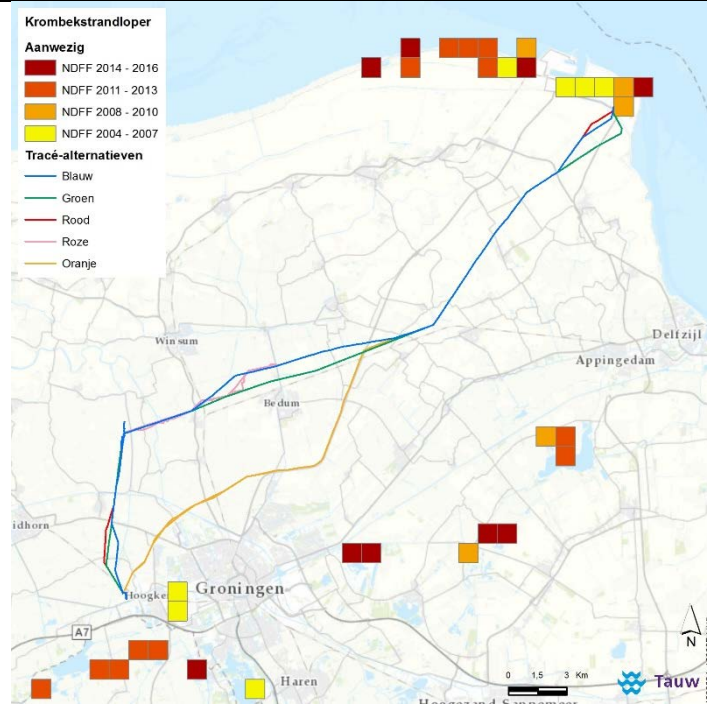 Krombekstrandloper
Aanwezig
NDFF 2014 - 2016
NDFF 2011 - 2013
NDFF 2008 - 2010
NDFF 2004 - 2007
Tracé-alternatieven
Blauw
Groen
Rood
Roze
Oranje
Winsum
Delfzijl
Appingedam
Bedum
idhorn
Hoogke
Groningen
A7
Haren
N
0 1,5 3 Km
Tauw